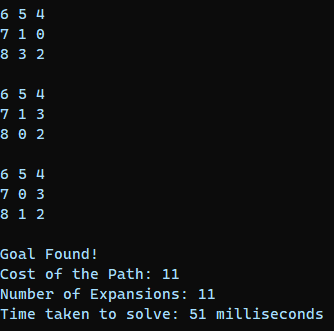 6 5 4
7 1 0
8 3 2
6 5 4
7 1 3
8 0 2
6 5 4
7 0 3
8 1 2
Goal Found!
Cost of the Path: 11
Number of Expansions: 11
Time taken to solve: 51 milliseconds